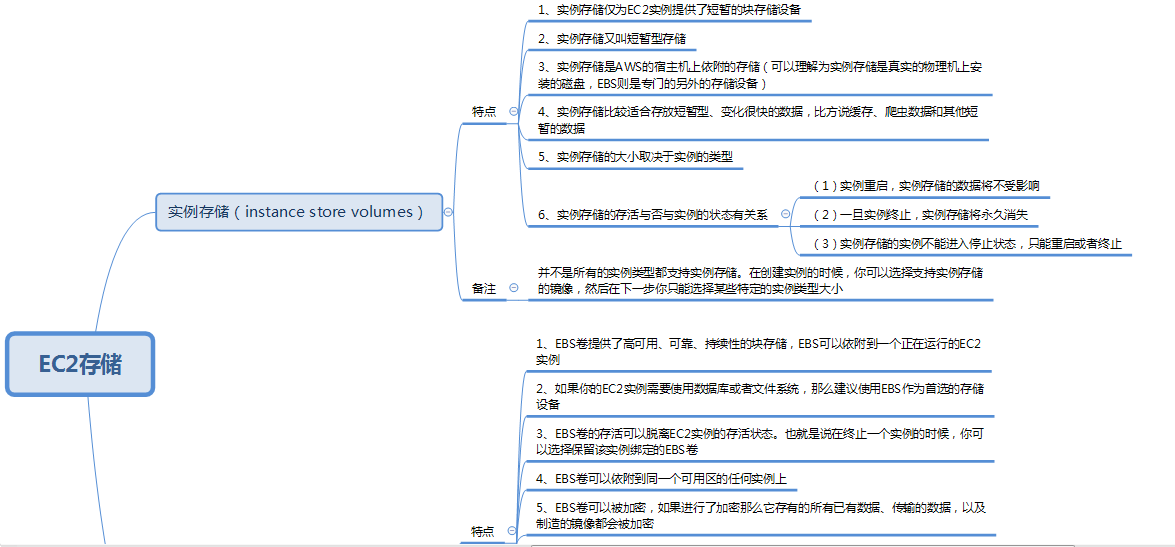 1、实例存储仅为EC2实例提供了短暂的块存储设备
2、实例存储又叫短暂型存储
3、实例存储是AWS的宿主机上依附的存储（可以理解为实例存储是真实的物理机上安
装的磁盘，EBS则是专门的另外的存储设备）
特点
4、实例存储比较适合存放短暂型、变化很快的数据，比方说缓存、爬虫数据和其他短
暂的数据
5、实例存储的大小取决于实例的类型
实例存储（instance store volumes）
6、实例存储的存活与否与实例的状态有关系
（1）实例重启，实例存储的数据将不受影响
（2）一旦实例终止，实例存储将永久消失
（3）实例存储的实例不能进入停止状态，只能重启或者终止
备注
并不是所有的实例类型都支持实例存储。在创建实例的时候，你可以选择支持实例存储
的镜像，然后在下一步你只能选择某些特定的实例类型大小
EC2存储
1、EBS卷提供了高可用、可靠、持续性的块存储，EBS可以依附到一个正在运行的EC2
实例
2、如果你的EC2实例需要使用数据库或者文件系统，那么建议使用EBS作为首选的存储
设备
3、EBS卷的存活可以脱离EC2实例的存活状态。也就是说在终止一个实例的时候，你可
以选择保留该实例绑定的EBS卷
4、EBS卷可以依附到同一个可用区的任何实例上
特点
5、EBS卷可以被加密，如果进行了加密那么它存有的所有已有数据、传输的数据，以及
制造的镜像都会被加密